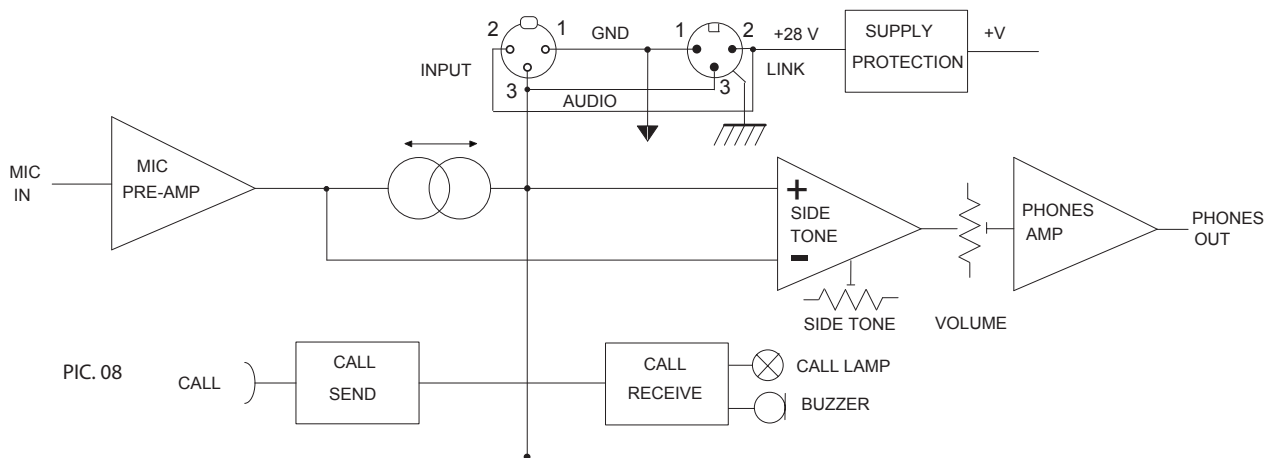 2 1 GND 1 2 +28 V SUPPLY PROTECTION +V
INPUT LINK
3 AUDIO 3
MIC IN
MIC PRE-AMP
+ SIDE TONE -
SIDE TONE
VOLUME
PHONES AMP
PHONES OUT
PIC. 08
CALL
CALL SEND
CALL RECEIVE
CALL LAMP
BUZZER